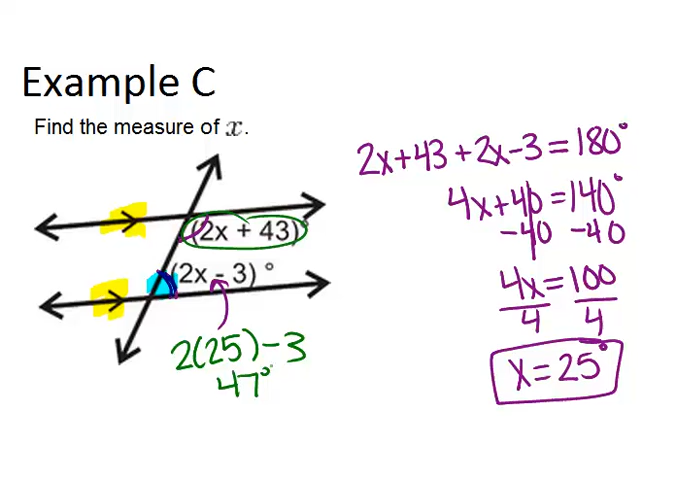 Example C
Find the measure of x.
(2x + 43)°
(2x - 3) °
2(25) - 3
47°
2x + 43 + 2x - 3 = 180°
4x + 40 = 140°
-40 -40
4x = 100
4 4
x = 25°